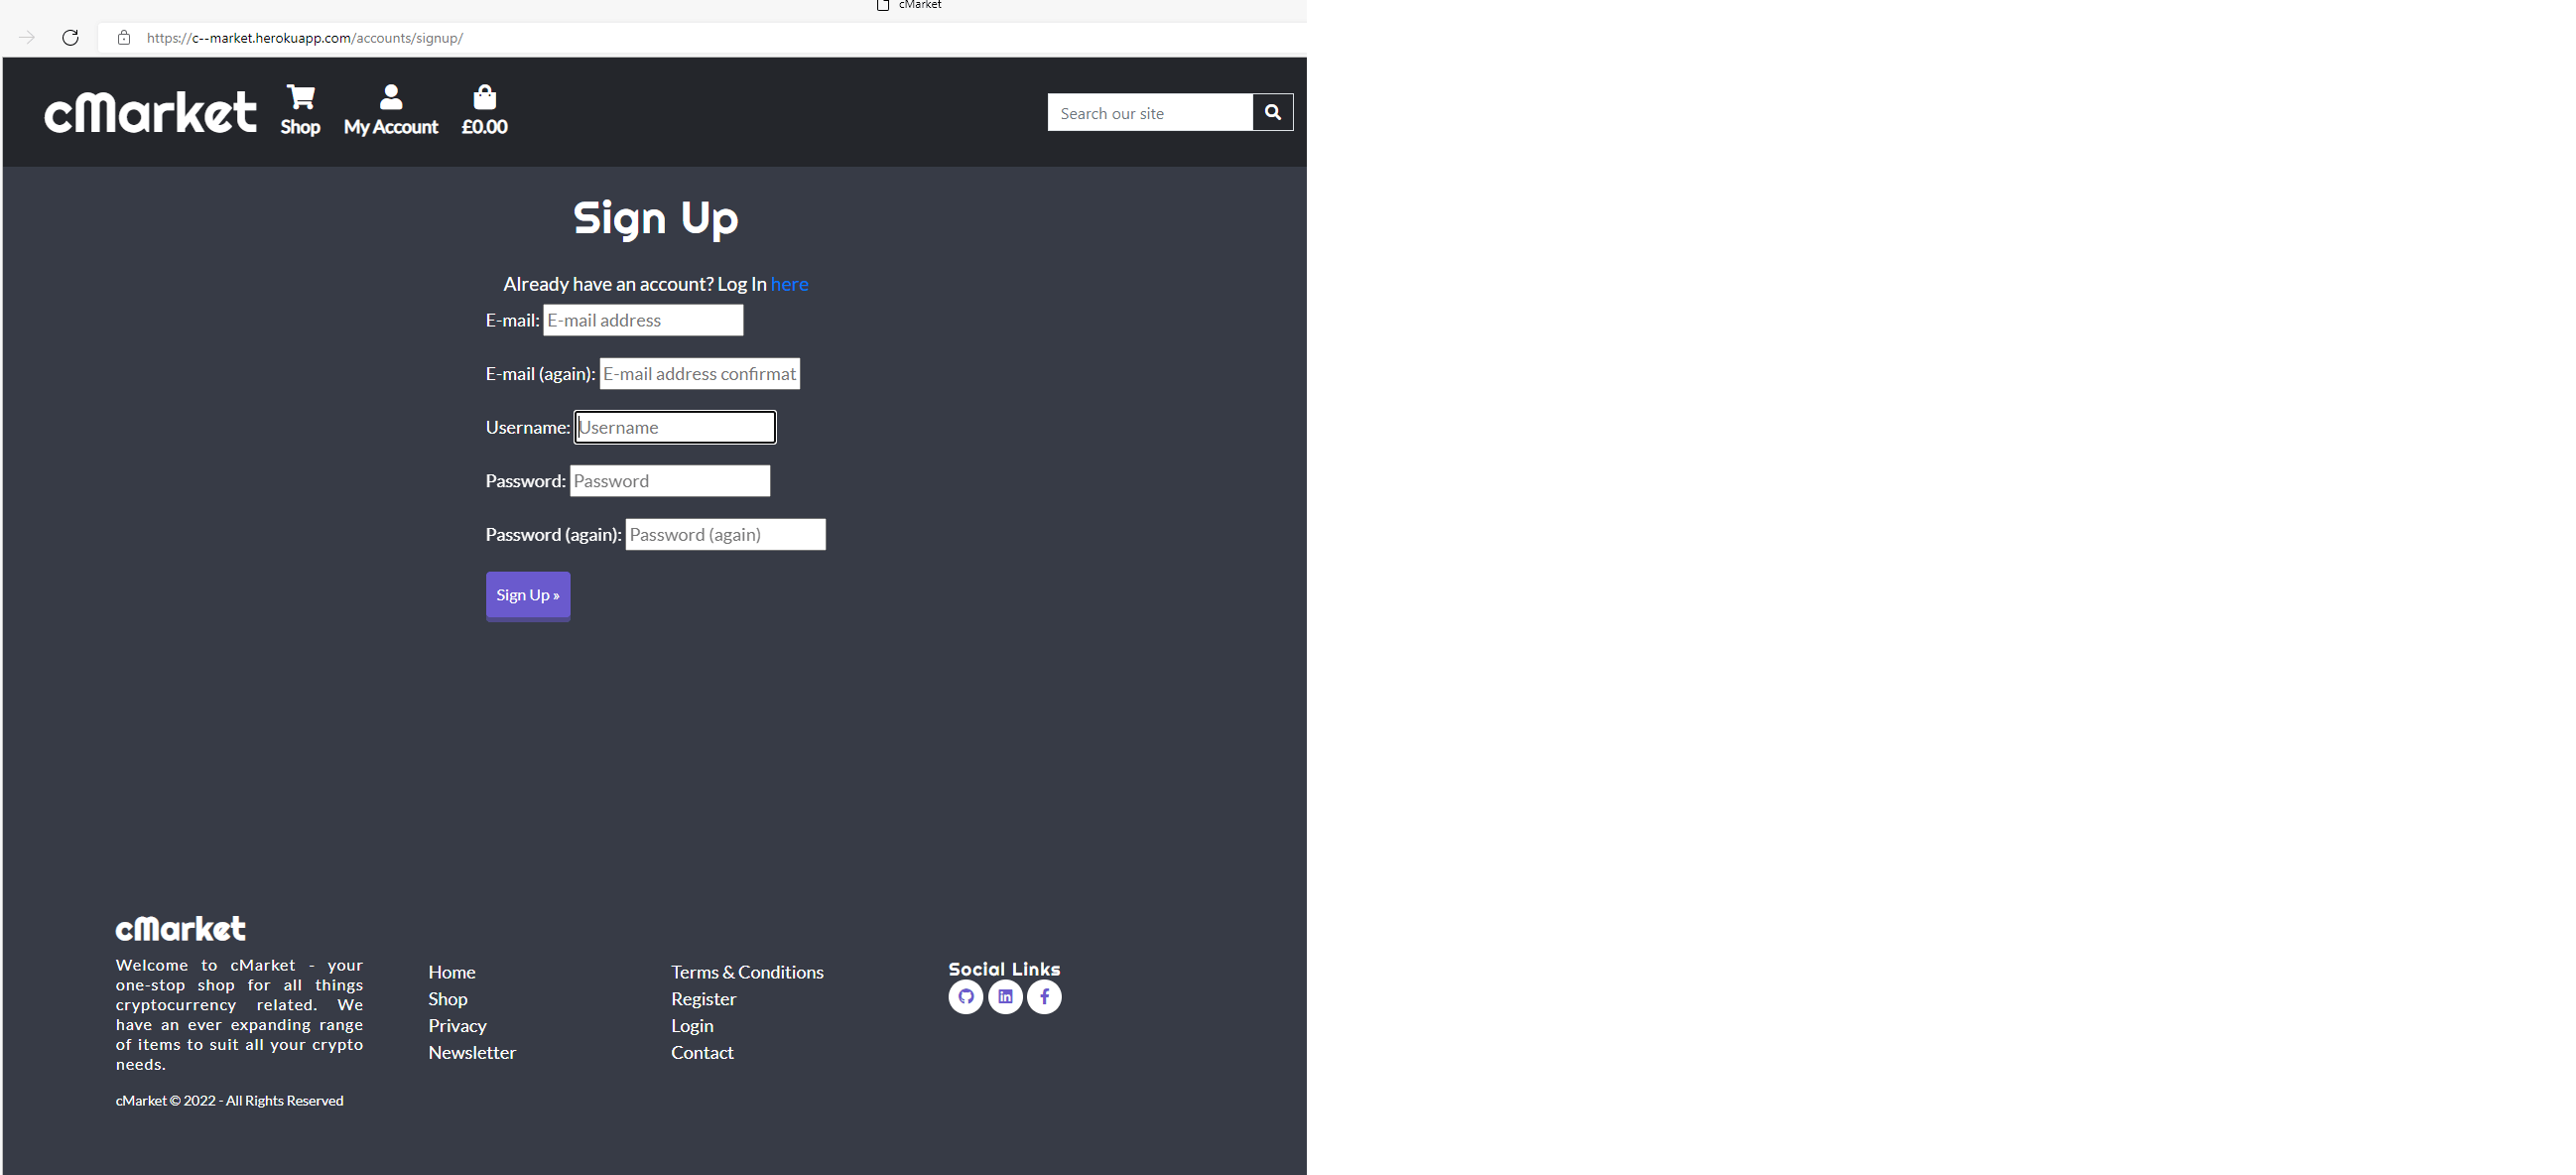 cMarket
https://c--market.herokuapp.com/accounts/signup/
cMarket
Shop
My Account
£0.00
Search our site
Sign Up
Already have an account? Log In here
E-mail: E-mail address
E-mail (again): E-mail address confirmat
Username: Username
Password: Password
Password (again): Password (again)
Sign Up »
cMarket
Welcome to cMarket - your
one-stop shop for all things
cryptocurrency related. We
have an ever expanding range
of items to suit all your crypto
needs.
cMarket © 2022 - All Rights Reserved
Home
Shop
Privacy
Newsletter
Terms & Conditions
Register
Login
Contact
Social Links